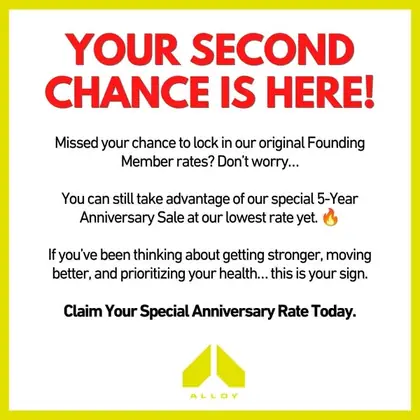 YOUR SECOND
CHANCE IS HERE!
Missed your chance to lock in our original Founding
Member rates? Don't worry...
You can still take advantage of our special 5-Year
Anniversary Sale at our lowest rate yet. 🔥
If you've been thinking about getting stronger, moving
better, and prioritizing your health... this is your sign.
Claim Your Special Anniversary Rate Today.
ALLOY